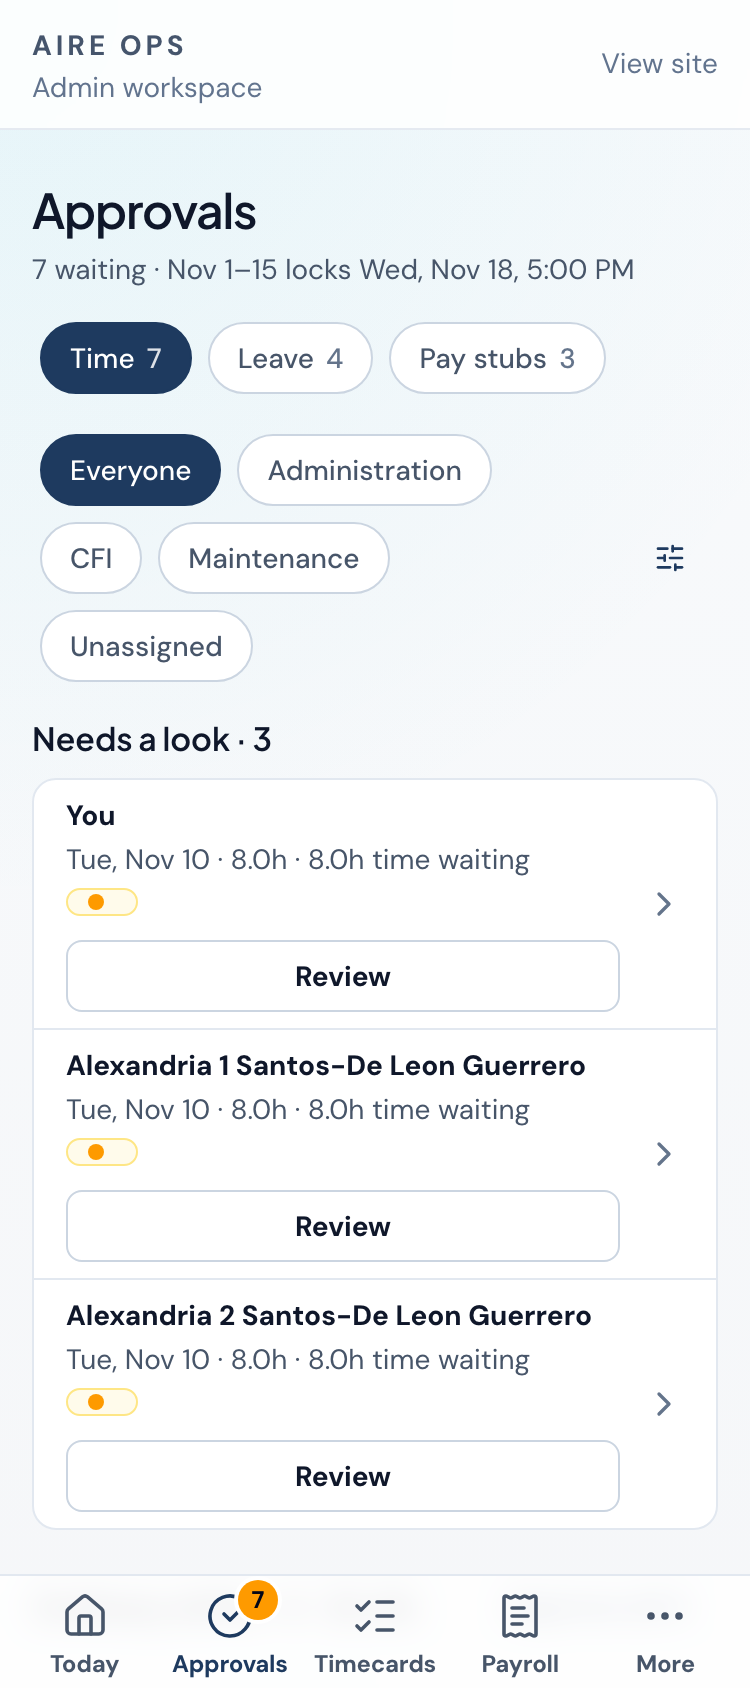 AIRE OPS
Admin workspace
View site
Approvals
7 waiting · Nov 1–15 locks Wed, Nov 18, 5:00 PM
Time 7
Leave 4
Pay stubs 3
Everyone
Administration
CFI
Maintenance
Unassigned
Needs a look · 3
You
Tue, Nov 10 · 8.0h · 8.0h time waiting
Review
Alexandria 1 Santos-De Leon Guerrero
Tue, Nov 10 · 8.0h · 8.0h time waiting
Review
Alexandria 2 Santos-De Leon Guerrero
Tue, Nov 10 · 8.0h · 8.0h time waiting
Review
7
Today
Approvals
Timecards
Payroll
More